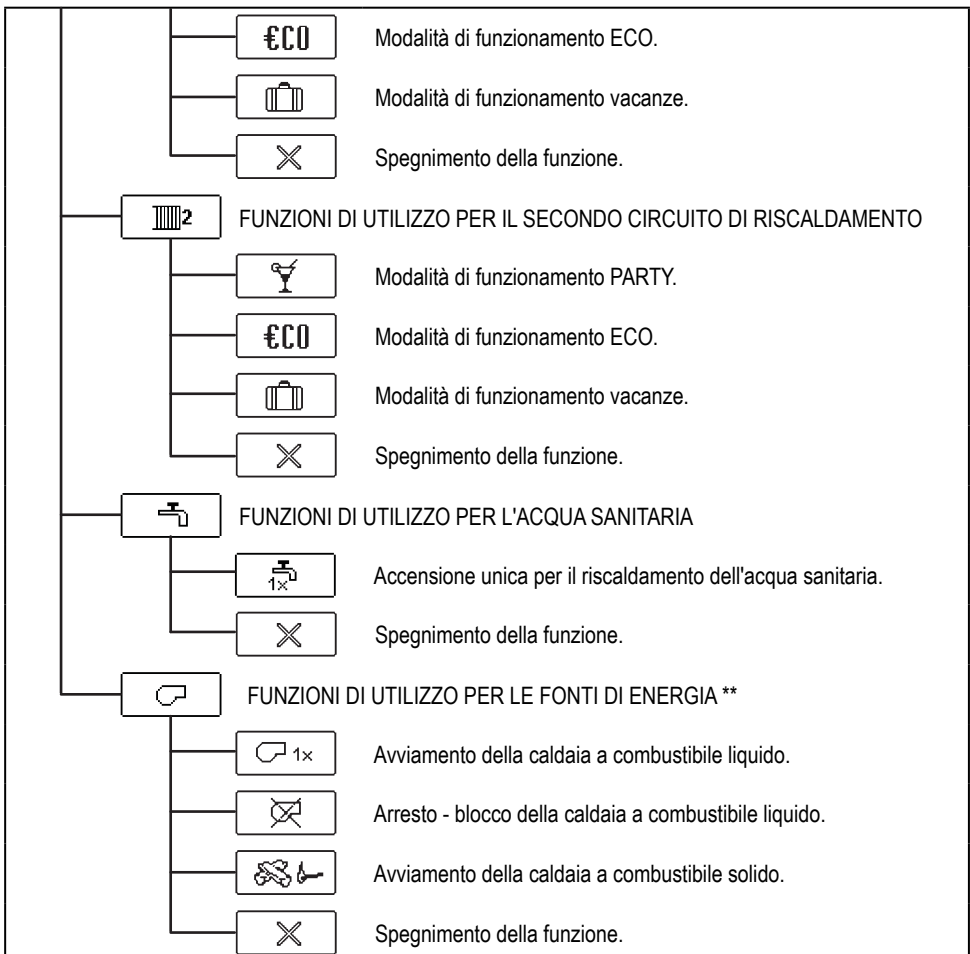 €CO Modalità di funzionamento ECO.
Modalità di funzionamento vacanze.
Spegnimento della funzione.
2 FUNZIONI DI UTILIZZO PER IL SECONDO CIRCUITO DI RISCALDAMENTO
Modalità di funzionamento PARTY.
€CO Modalità di funzionamento ECO.
Modalità di funzionamento vacanze.
Spegnimento della funzione.
FUNZIONI DI UTILIZZO PER L'ACQUA SANITARIA
1x Accensione unica per il riscaldamento dell'acqua sanitaria.
Spegnimento della funzione.
FUNZIONI DI UTILIZZO PER LE FONTI DI ENERGIA **
1x Avviamento della caldaia a combustibile liquido.
Arresto - blocco della caldaia a combustibile liquido.
Avviamento della caldaia a combustibile solido.
Spegnimento della funzione.